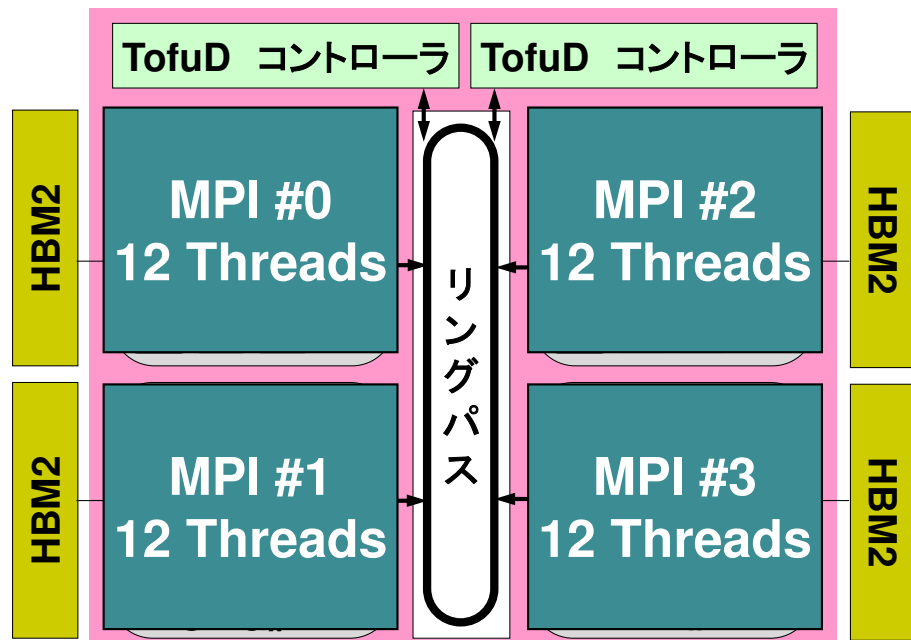 TofuD コントローラ
TofuD コントローラ
HBM2
MPI #0
12 Threads
リングパス
MPI #2
12 Threads
HBM2
HBM2
MPI #1
12 Threads
MPI #3
12 Threads
HBM2